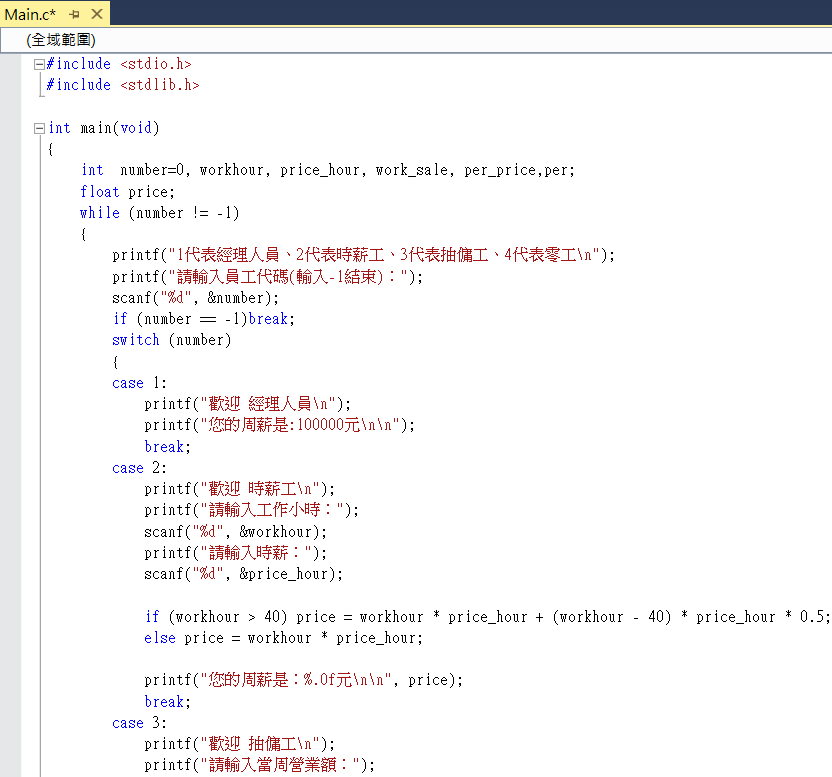 Main.c*
(全域範圍)
#include <stdio.h>
#include <stdlib.h>
int main(void)
{
int number=0, workhour, price_hour, work_sale, per_price,per;
float price;
while (number != -1)
{
printf("1代表經理人員、2代表時薪工、3代表抽傭工、4代表零工\n");
printf("請輸入員工代碼(輸入-1結束)：");
scanf("%d", &number);
if (number == -1)break;
switch (number)
{
case 1:
printf("歡迎 經理人員\n");
printf("您的周薪是:100000元\n\n");
break;
case 2:
printf("歡迎 時薪工\n");
printf("請輸入工作小時：");
scanf("%d", &workhour);
printf("請輸入時薪：");
scanf("%d", &price_hour);
if (workhour > 40) price = workhour * price_hour + (workhour - 40) * price_hour * 0.5;
else price = workhour * price_hour;
printf("您的周薪是：%.0f元\n\n", price);
break;
case 3:
printf("歡迎 抽傭工\n");
printf("請輸入當周營業額：");